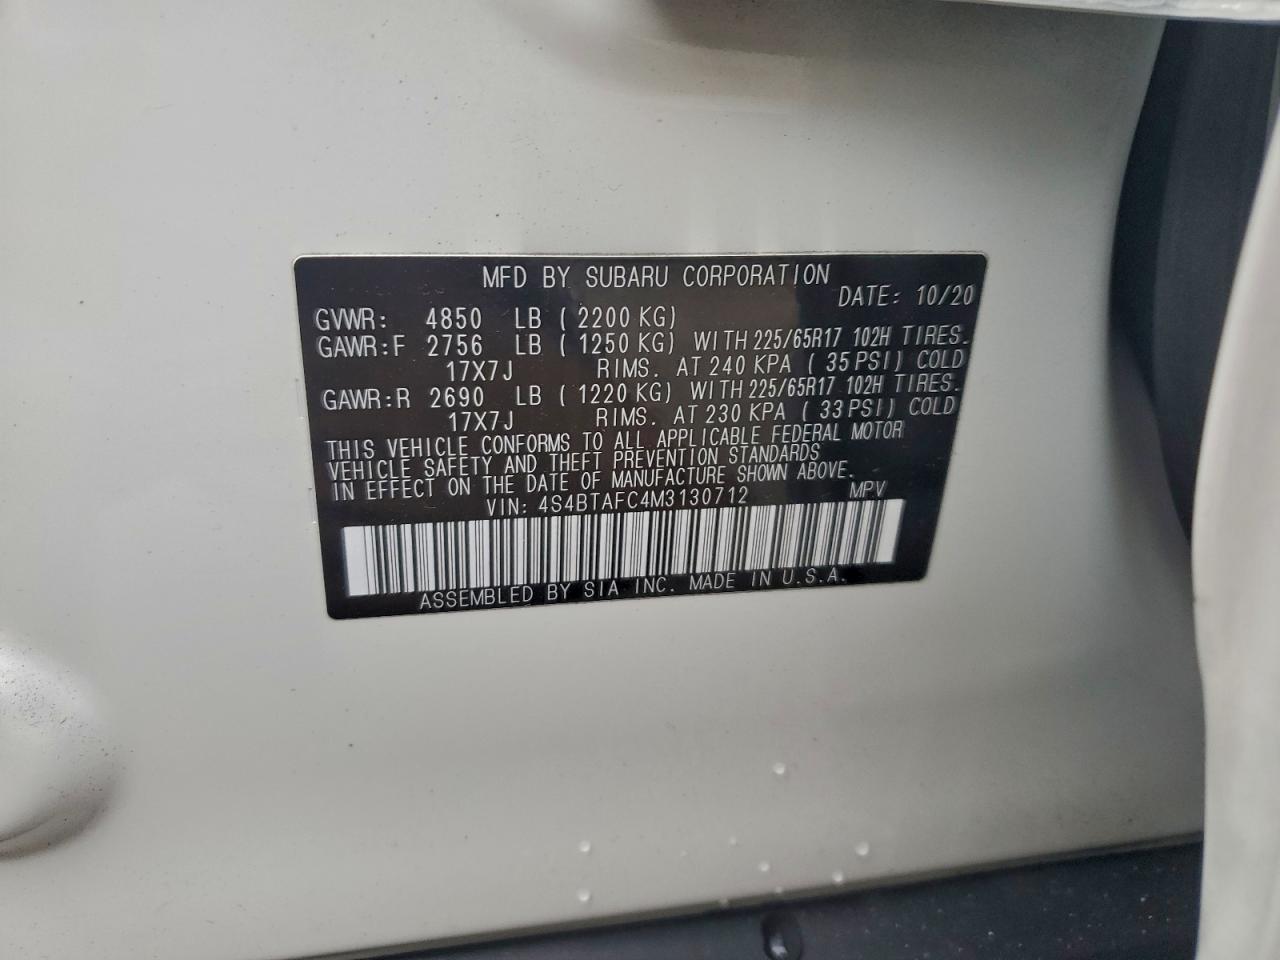 MFD BY SUBARU CORPORATION
DATE: 10/20
GVWR: 4850 LB ( 2200 KG)
GAWR:F 2756 LB ( 1250 KG) WITH 225/65R17 102H TIRES.
17X7J RIMS. AT 240 KPA ( 35 PSI) COLD
GAWR:R 2690 LB ( 1220 KG) WITH 225/65R17 102H TIRES.
17X7J RIMS. AT 230 KPA ( 33 PSI) COLD
THIS VEHICLE CONFORMS TO ALL APPLICABLE FEDERAL MOTOR
VEHICLE SAFETY AND THEFT PREVENTION STANDARDS
IN EFFECT ON THE DATE OF MANUFACTURE SHOWN ABOVE.
VIN: 4S4BTAFC4M3130712 MPV
ASSEMBLED BY SIA INC. MADE IN U.S.A.